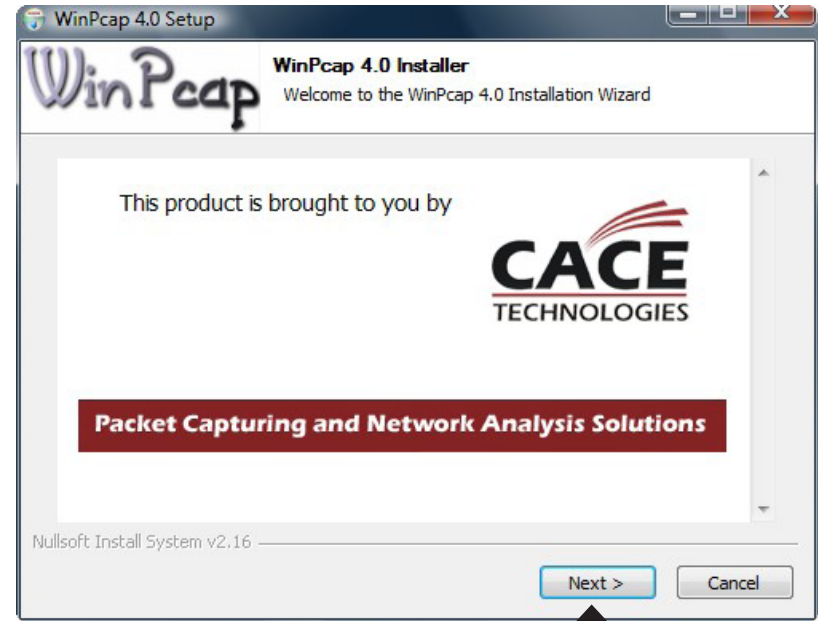 WinPcap 4.0 Setup
WinPcap
WinPcap 4.0 Installer
Welcome to the WinPcap 4.0 Installation Wizard
This product is brought to you by
CACE
TECHNOLOGIES
Packet Capturing and Network Analysis Solutions
Nullsoft Install System v2.16
Next >
Cancel